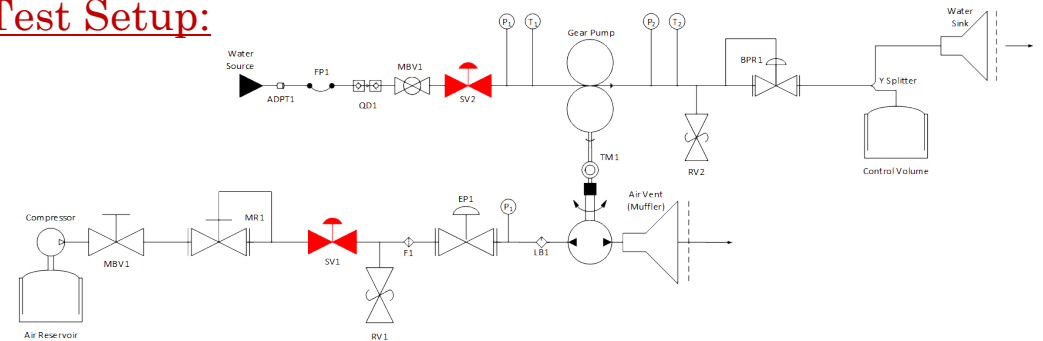 Test Setup:
Water
Source
ADPT1
FP1
QD1
MBV1
SV2
P₁
T₁
Gear Pump
P₂
T₂
RV2
BPR1
Y Splitter
Control Volume
Water
Sink
TM1
Compressor
Air Reservoir
MBV1
MR1
SV1
RV1
F1
EP1
P₃
LB1
Air Vent
(Muffler)